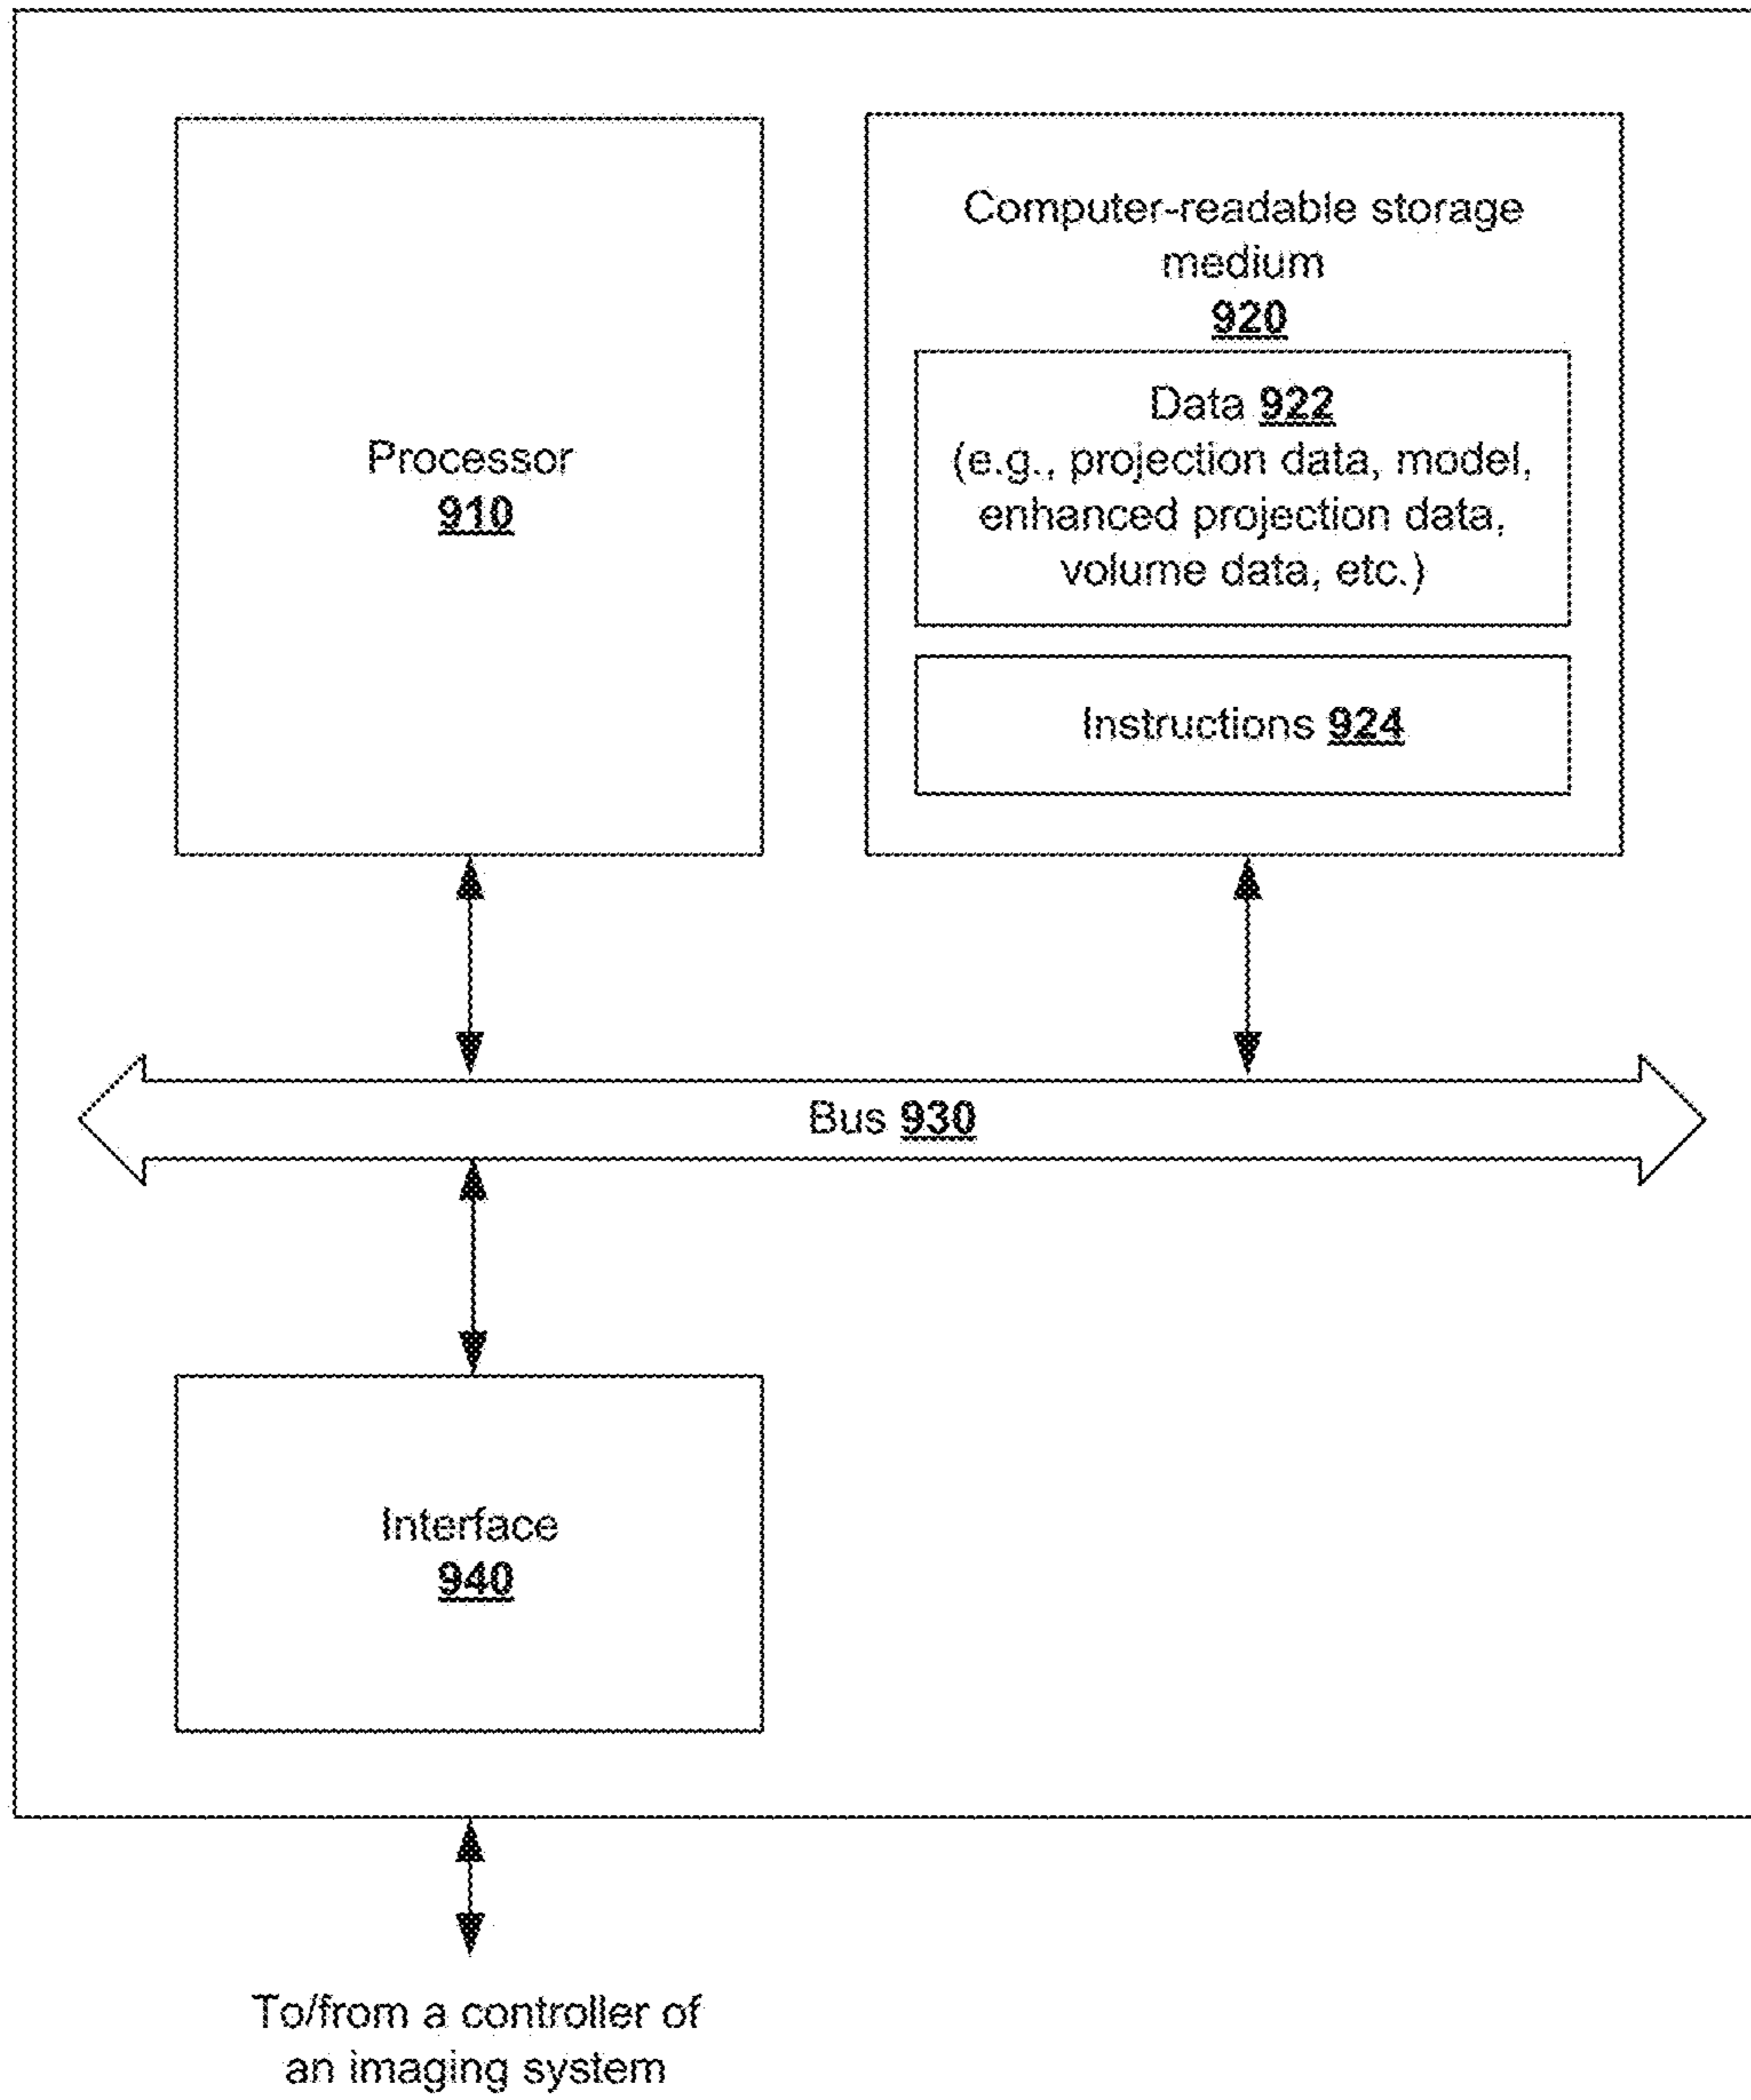 Processor
910
Computer-readable storage
medium
920
Data 922
(e.g., projection data, model,
enhanced projection data,
volume data, etc.)
Instructions 924
Bus 930
Interface
940
To/from a controller of
an imaging system